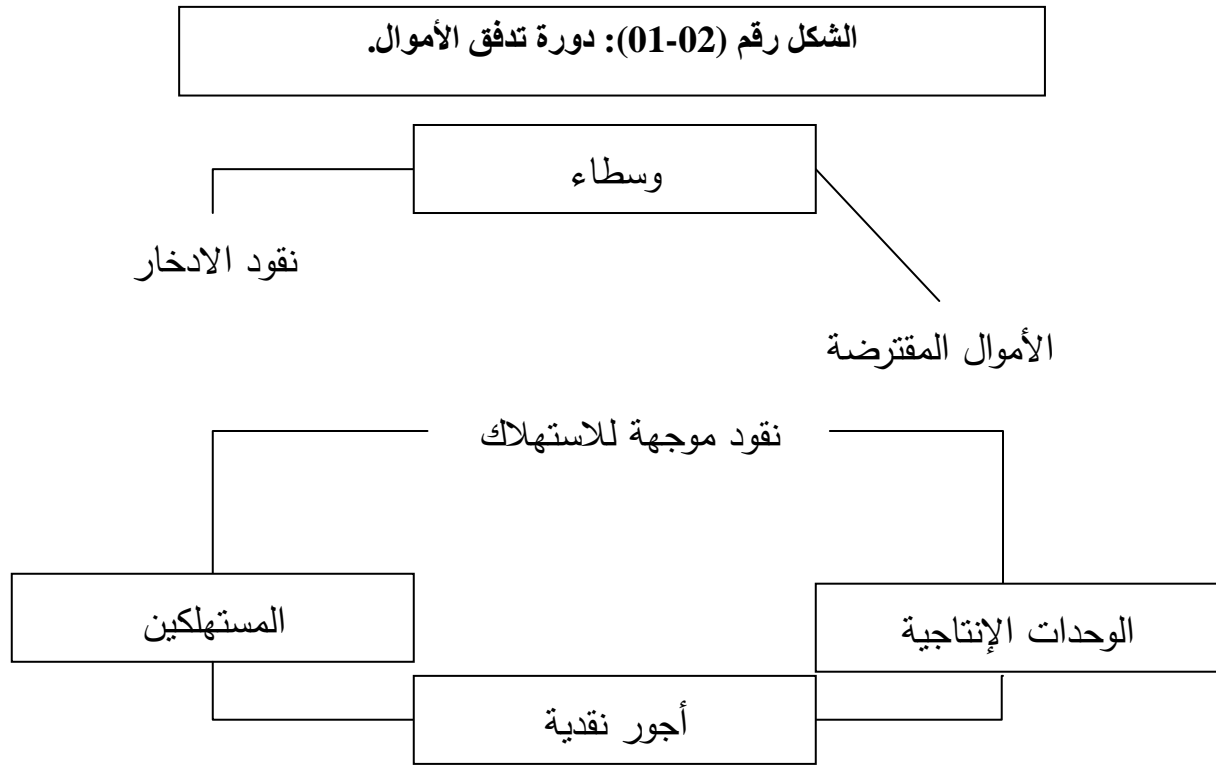 الشكل رقم (02-01): دورة تدفق الأموال.
وسطاء
نقود الادخار
الأموال المقترضة
نقود موجهة للاستهلاك
الوحدات الإنتاجية
المستهلكين
أجور نقدية